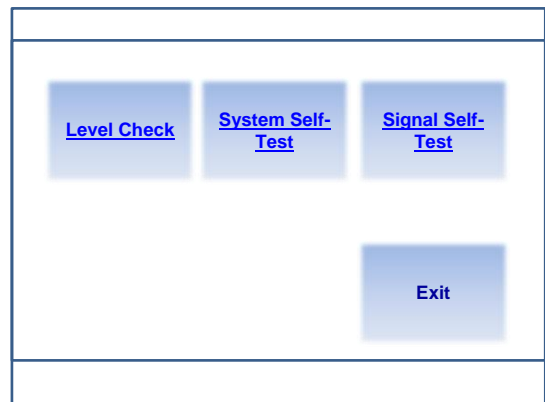 Level Check
System Self-
Test
Signal Self-
Test
Exit